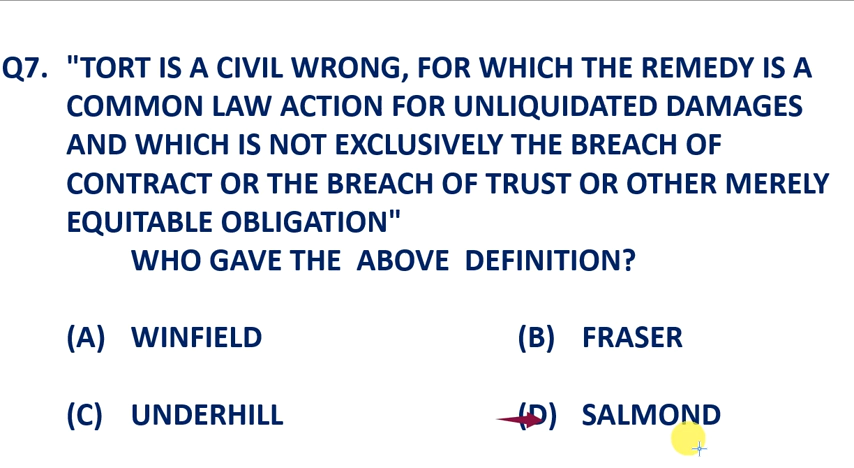 Q7. "TORT IS A CIVIL WRONG, FOR WHICH THE REMEDY IS A
COMMON LAW ACTION FOR UNLIQUIDATED DAMAGES
AND WHICH IS NOT EXCLUSIVELY THE BREACH OF
CONTRACT OR THE BREACH OF TRUST OR OTHER MERELY
EQUITABLE OBLIGATION"
WHO GAVE THE ABOVE DEFINITION?
(A) WINFIELD (B) FRASER
(C) UNDERHILL (D) SALMOND